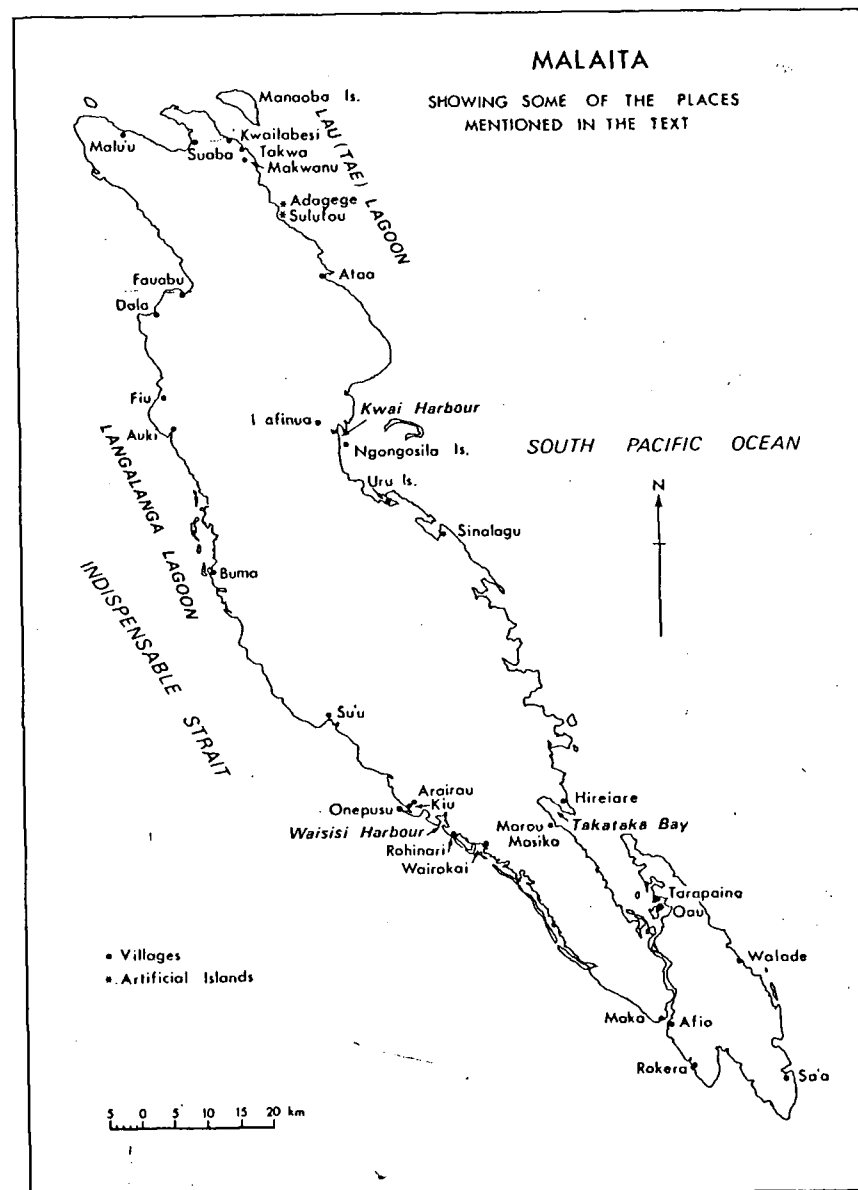 MALAITA
SHOWING SOME OF THE PLACES
MENTIONED IN THE TEXT
Manaoba Is.
LAU (TAE) LAGOON
Malu'u
Suaba
Kwailabesi
Takwa
Makwanu
Adagege
Sulufou
Ataa
Fauabu
Dala
Fiu
Auki
I afinua
Kwai Harbour
Ngongosila Is.
SOUTH PACIFIC OCEAN
Uru Is.
N
Sinalagu
LANGALANGA LAGOON
Buma
INDISPENSABLE STRAIT
Su'u
Arairau
Kiu
Onepusu
Waisisi Harbour
Rohinari
Wairokai
Hireiare
Marou
Masika
Takataka Bay
Tarapaina
Oau
Walade
• Villages
* Artificial Islands
Maka
Afio
Rokera
Sa'a
5 0 5 10 20 km